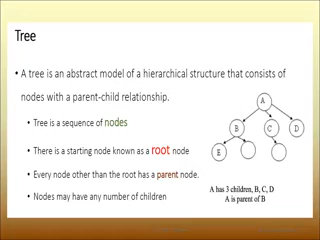 Tree
• A tree is an abstract model of a hierarchical structure that consists of
nodes with a parent-child relationship.
• Tree is a sequence of nodes
• There is a starting node known as a root node
• Every node other than the root has a parent node.
• Nodes may have any number of children
A
B
C
D
E
A has 3 children, B, C, D
A is parent of B